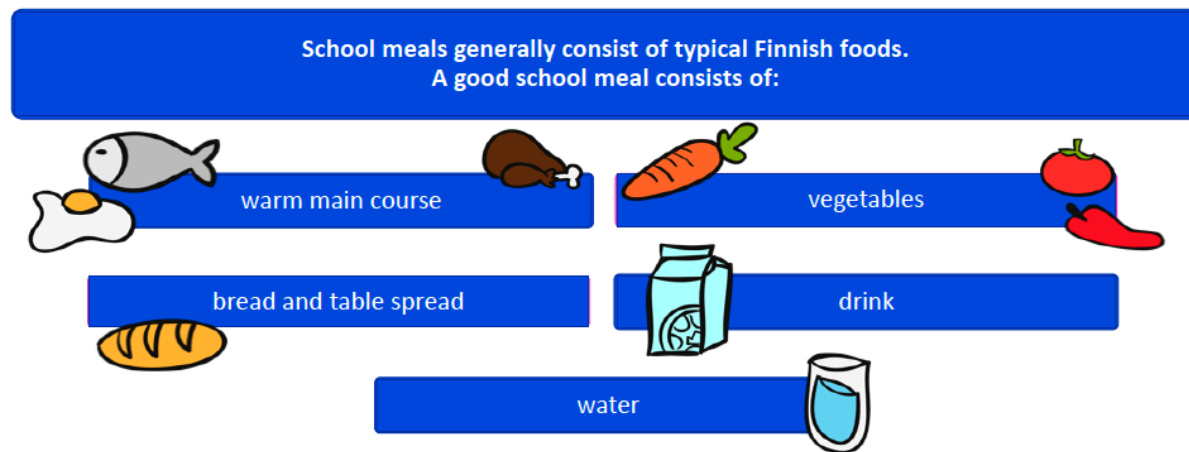 School meals generally consist of typical Finnish foods.
A good school meal consists of:
warm main course
vegetables
bread and table spread
drink
water